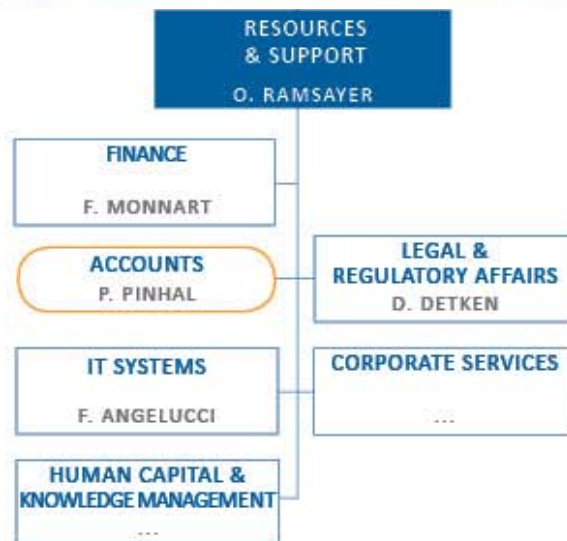 RESOURCES
& SUPPORT
O. RAMSAYER
FINANCE
F. MONNART
ACCOUNTS
P. PINHAL
LEGAL &
REGULATORY AFFAIRS
D. DETKEN
IT SYSTEMS
F. ANGELUCCI
CORPORATE SERVICES
...
HUMAN CAPITAL &
KNOWLEDGE MANAGEMENT
...